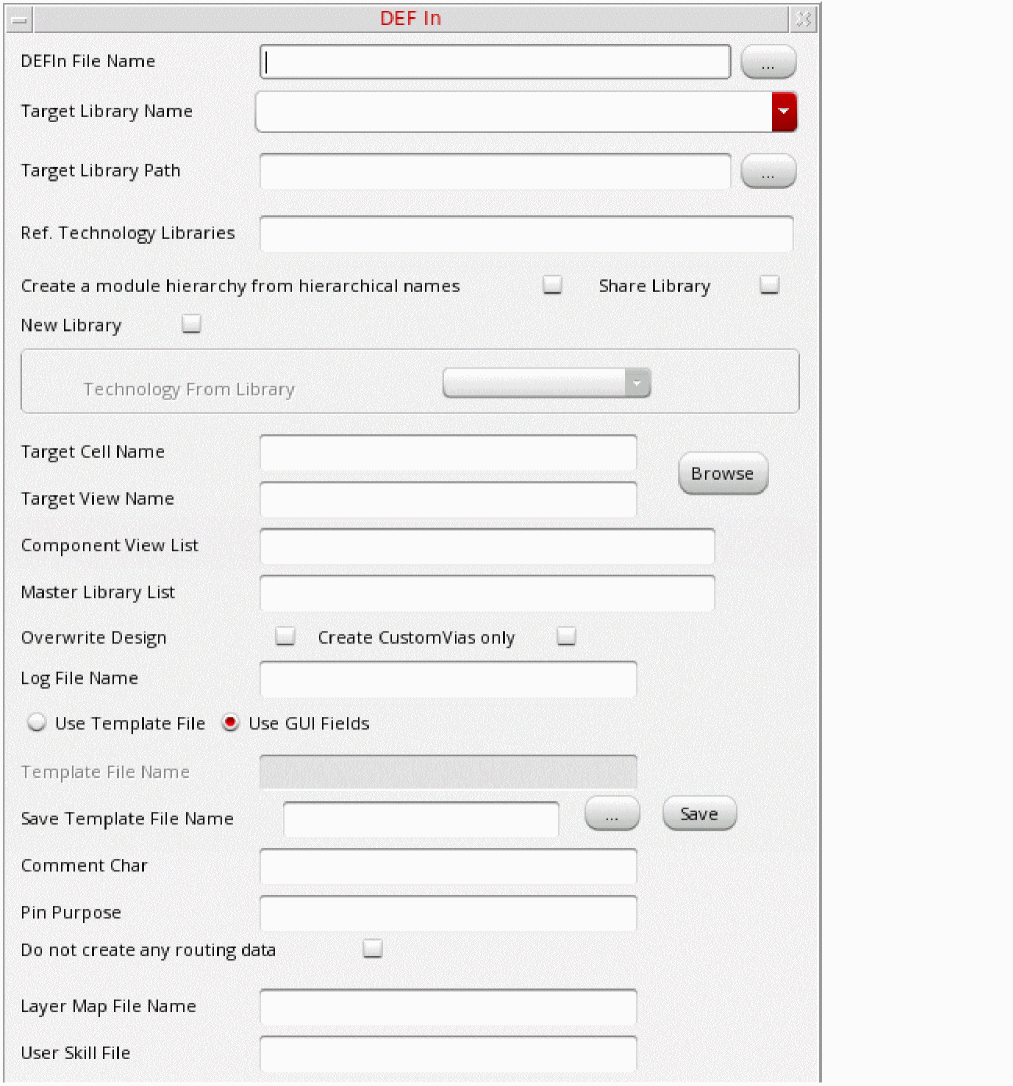 DEF In
DEFIn File Name ...
Target Library Name
Target Library Path ...
Ref. Technology Libraries
Create a module hierarchy from hierarchical names Share Library
New Library
Technology From Library
Target Cell Name
Browse
Target View Name
Component View List
Master Library List
Overwrite Design Create CustomVias only
Log File Name
Use Template File Use GUI Fields
Template File Name
Save Template File Name ... Save
Comment Char
Pin Purpose
Do not create any routing data
Layer Map File Name
User Skill File